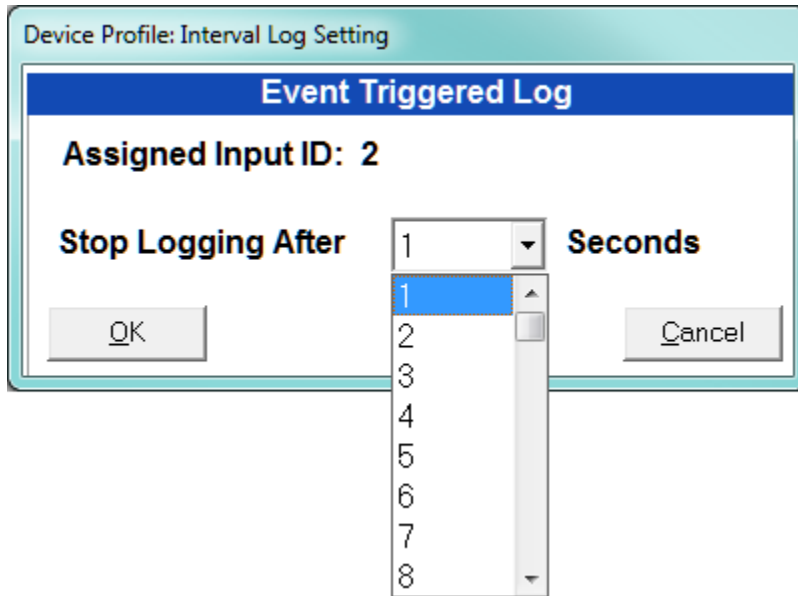 Device Profile: Interval Log Setting
Event Triggered Log
Assigned Input ID: 2
Stop Logging After 1 Seconds
1
2
3
4
5
6
7
8
OK
Cancel